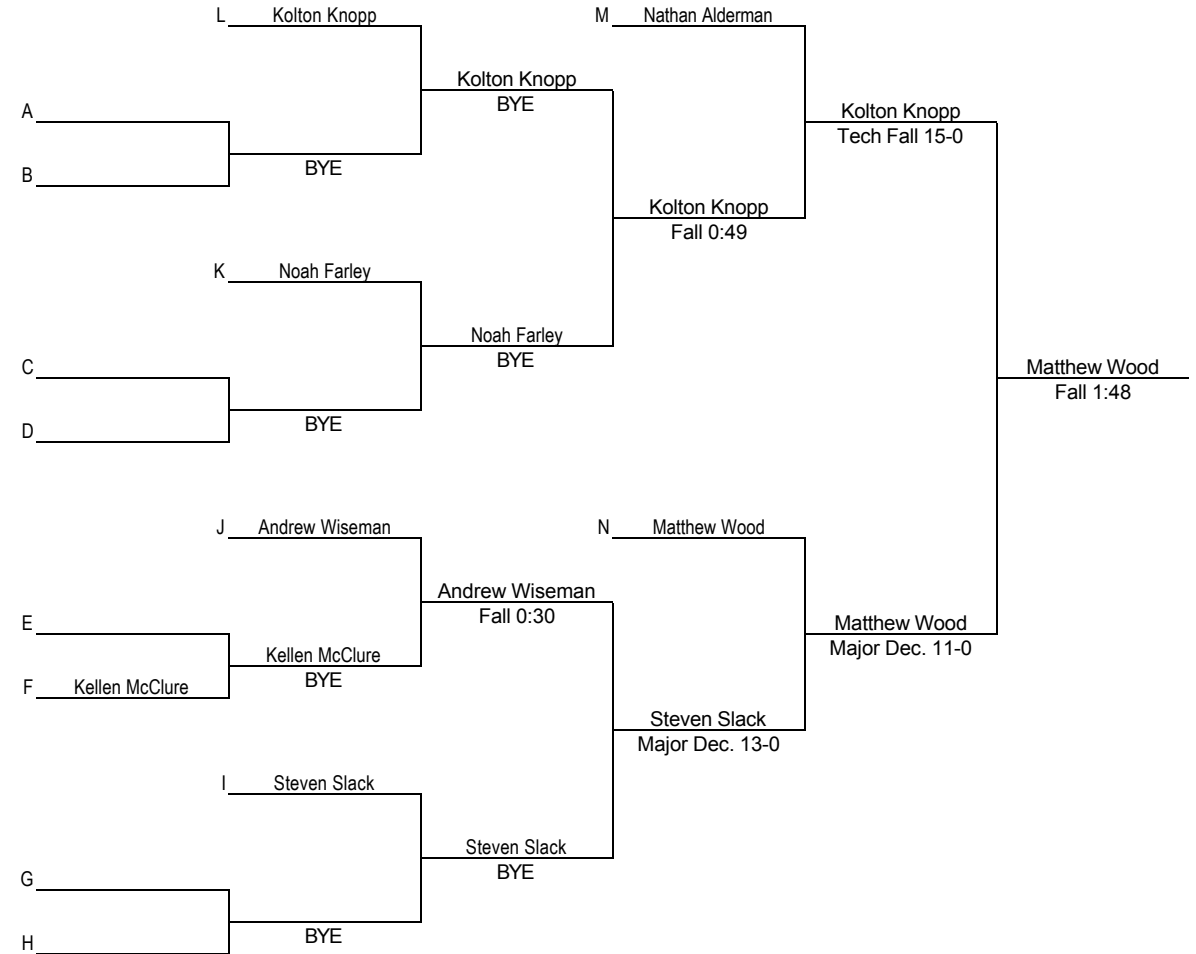 L Kolton Knopp
M Nathan Alderman
Kolton Knopp
BYE
A
Kolton Knopp
Tech Fall 15-0
BYE
B
Kolton Knopp
Fall 0:49
K Noah Farley
Noah Farley
BYE
C
Matthew Wood
Fall 1:48
BYE
D
J Andrew Wiseman
N Matthew Wood
Andrew Wiseman
Fall 0:30
E
Matthew Wood
Major Dec. 11-0
Kellen McClure
BYE
F Kellen McClure
Steven Slack
Major Dec. 13-0
I Steven Slack
Steven Slack
BYE
G
BYE
H